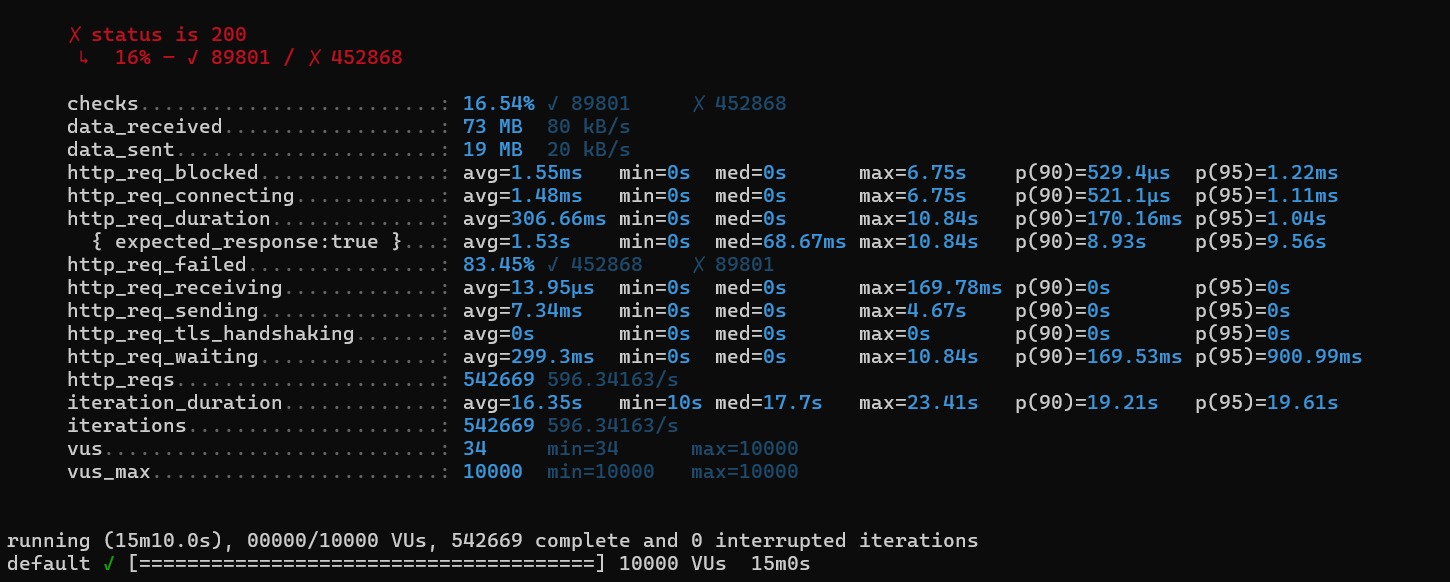 ✗ status is 200
↳  16% — ✓ 89801 / ✗ 452868
checks.........................: 16.54% ✓ 89801     ✗ 452868
data_received..................: 73 MB  80 kB/s
data_sent......................: 19 MB  20 kB/s
http_req_blocked...............: avg=1.55ms   min=0s  med=0s      max=6.75s    p(90)=529.4µs  p(95)=1.22ms
http_req_connecting............: avg=1.48ms   min=0s  med=0s      max=6.75s    p(90)=521.1µs  p(95)=1.11ms
http_req_duration..............: avg=306.66ms min=0s  med=0s      max=10.84s   p(90)=170.16ms p(95)=1.04s
{ expected_response:true }...: avg=1.53s    min=0s  med=68.67ms max=10.84s   p(90)=8.93s    p(95)=9.56s
http_req_failed................: 83.45% ✓ 452868    ✗ 89801
http_req_receiving.............: avg=13.95µs  min=0s  med=0s      max=169.78ms p(90)=0s       p(95)=0s
http_req_sending...............: avg=7.34ms   min=0s  med=0s      max=4.67s    p(90)=0s       p(95)=0s
http_req_tls_handshaking.......: avg=0s       min=0s  med=0s      max=0s       p(90)=0s       p(95)=0s
http_req_waiting...............: avg=299.3ms  min=0s  med=0s      max=10.84s   p(90)=169.53ms p(95)=900.99ms
http_reqs......................: 542669 596.34163/s
iteration_duration.............: avg=16.35s   min=10s med=17.7s   max=23.41s   p(90)=19.21s   p(95)=19.61s
iterations.....................: 542669 596.34163/s
vus............................: 34     min=34      max=10000
vus_max........................: 10000  min=10000   max=10000
running (15m10.0s), 00000/10000 VUs, 542669 complete and 0 interrupted iterations
default ✓ [======================================] 10000 VUs  15m0s